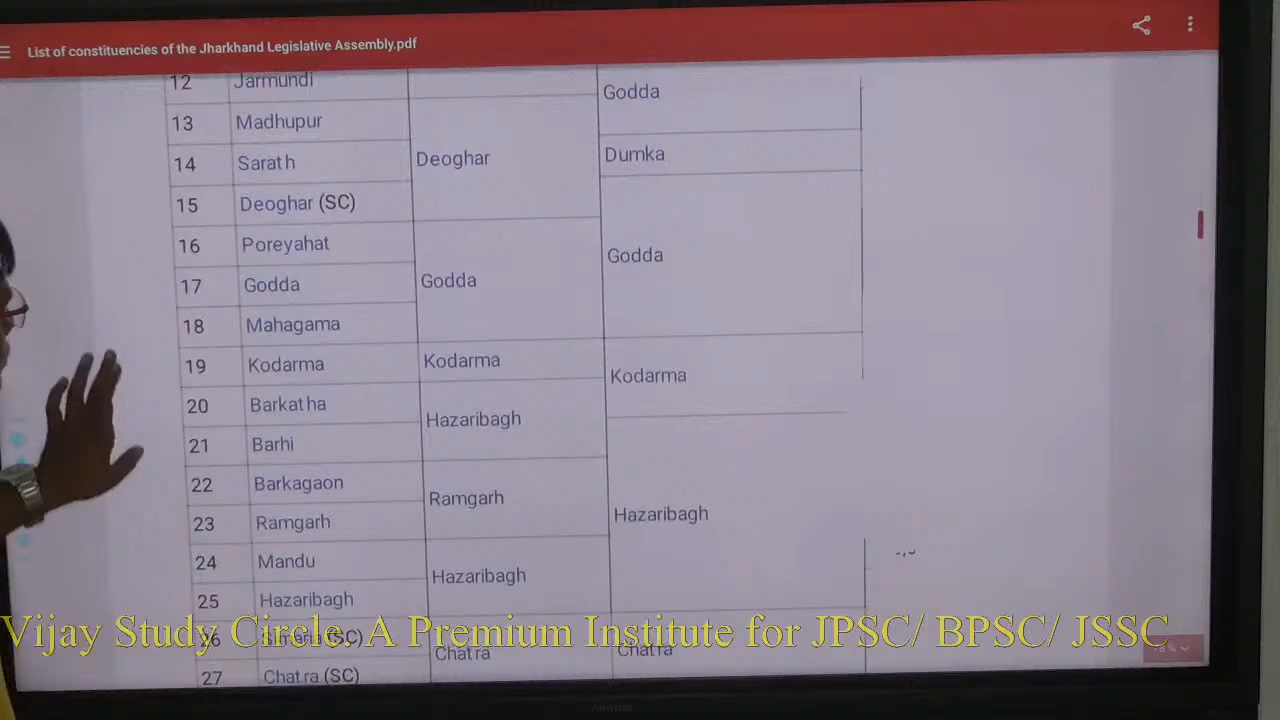 List of constituencies of the Jharkhand Legislative Assembly.pdf
12 Jarmundi Godda
13 Madhupur
14 Sarath Deoghar Dumka
15 Deoghar (SC)
16 Poreyahat Godda
17 Godda Godda
18 Mahagama
19 Kodarma Kodarma Kodarma
20 Barkatha
21 Barhi Hazaribagh
22 Barkagaon
23 Ramgarh Ramgarh Hazaribagh
24 Mandu
25 Hazaribagh Hazaribagh
26 Simaria (SC)
27 Chatra (SC) Chatra Chatra
Vijay Study Circle, A Premium Institute for JPSC/ BPSC/ JSSC